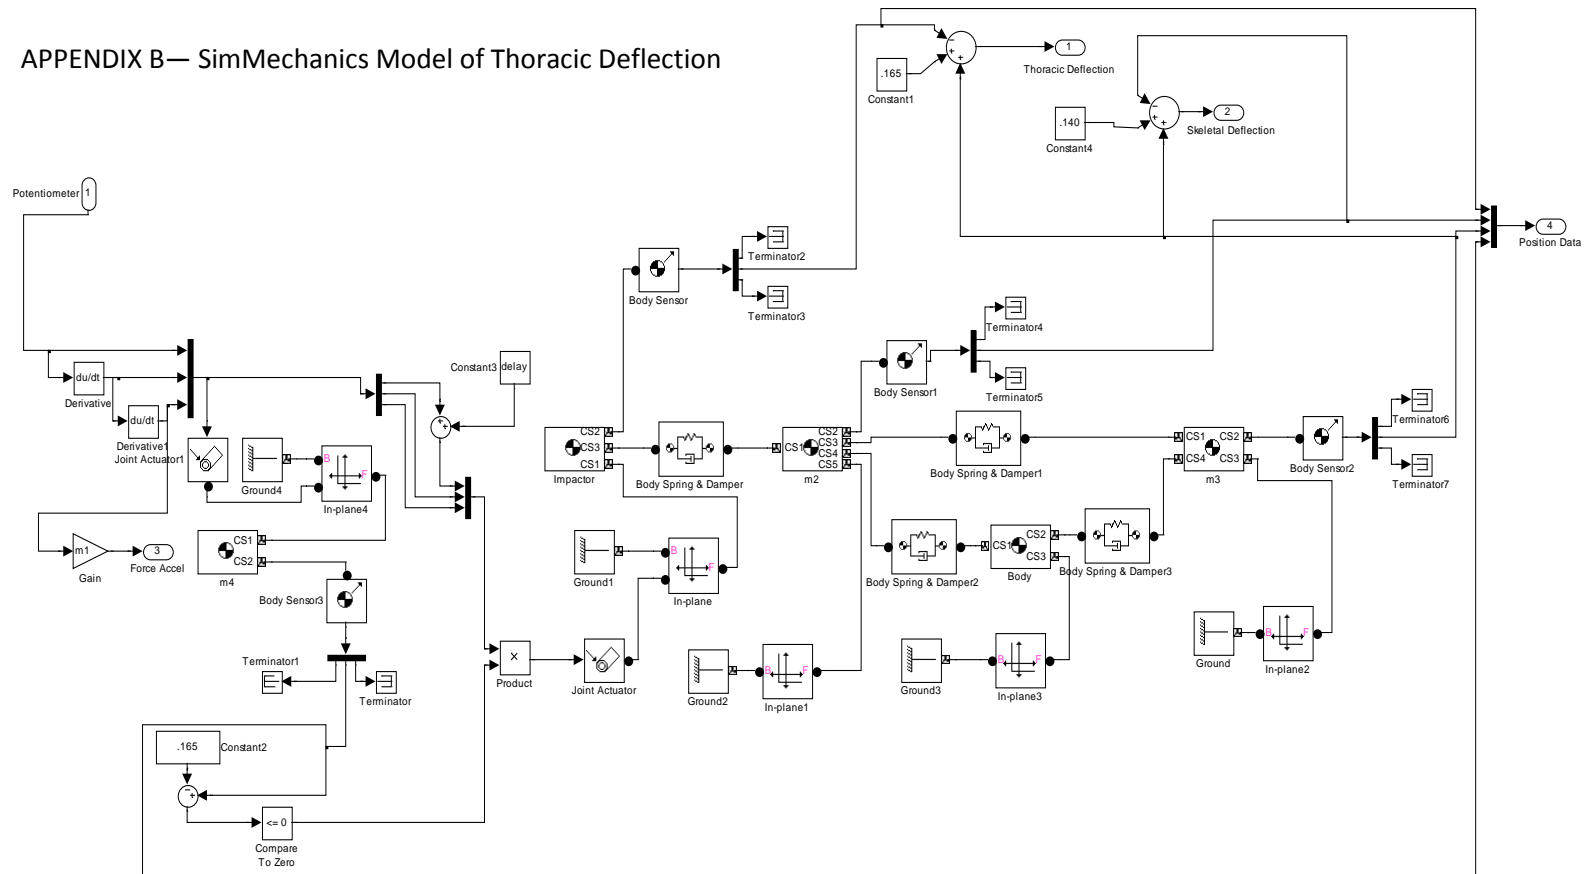 APPENDIX B— SimMechanics Model of Thoracic Deflection
1
Thoracic Deflection
.165
Constant1
.140
Constant4
2
Skeletal Deflection
Potentiometer
1
4
Position Data
Terminator2
Body Sensor
Terminator3
Terminator4
Body Sensor1
Terminator5
Constant3
delay
du/dt
Derivative
du/dt
Derivative1
Joint Actuator1
Ground4
B
F
In-plane4
Impactor
CS2
CS3
CS1
Body Spring & Damper
CS1
CS2
CS3
CS4
CS5
m2
Body Spring & Damper1
CS1
CS4
CS2
CS3
m3
Body Sensor2
Terminator6
Terminator7
m1
Gain
3
Force Accel
CS1
CS2
m4
Body Sensor3
Terminator1
Terminator
Ground1
B
F
In-plane
Body Spring & Damper2
CS1
CS2
CS3
Body
Body Spring & Damper3
×
Product
Joint Actuator
Ground2
B
F
In-plane1
Ground3
B
F
In-plane3
Ground
B
F
In-plane2
.165
Constant2
<= 0
Compare
To Zero